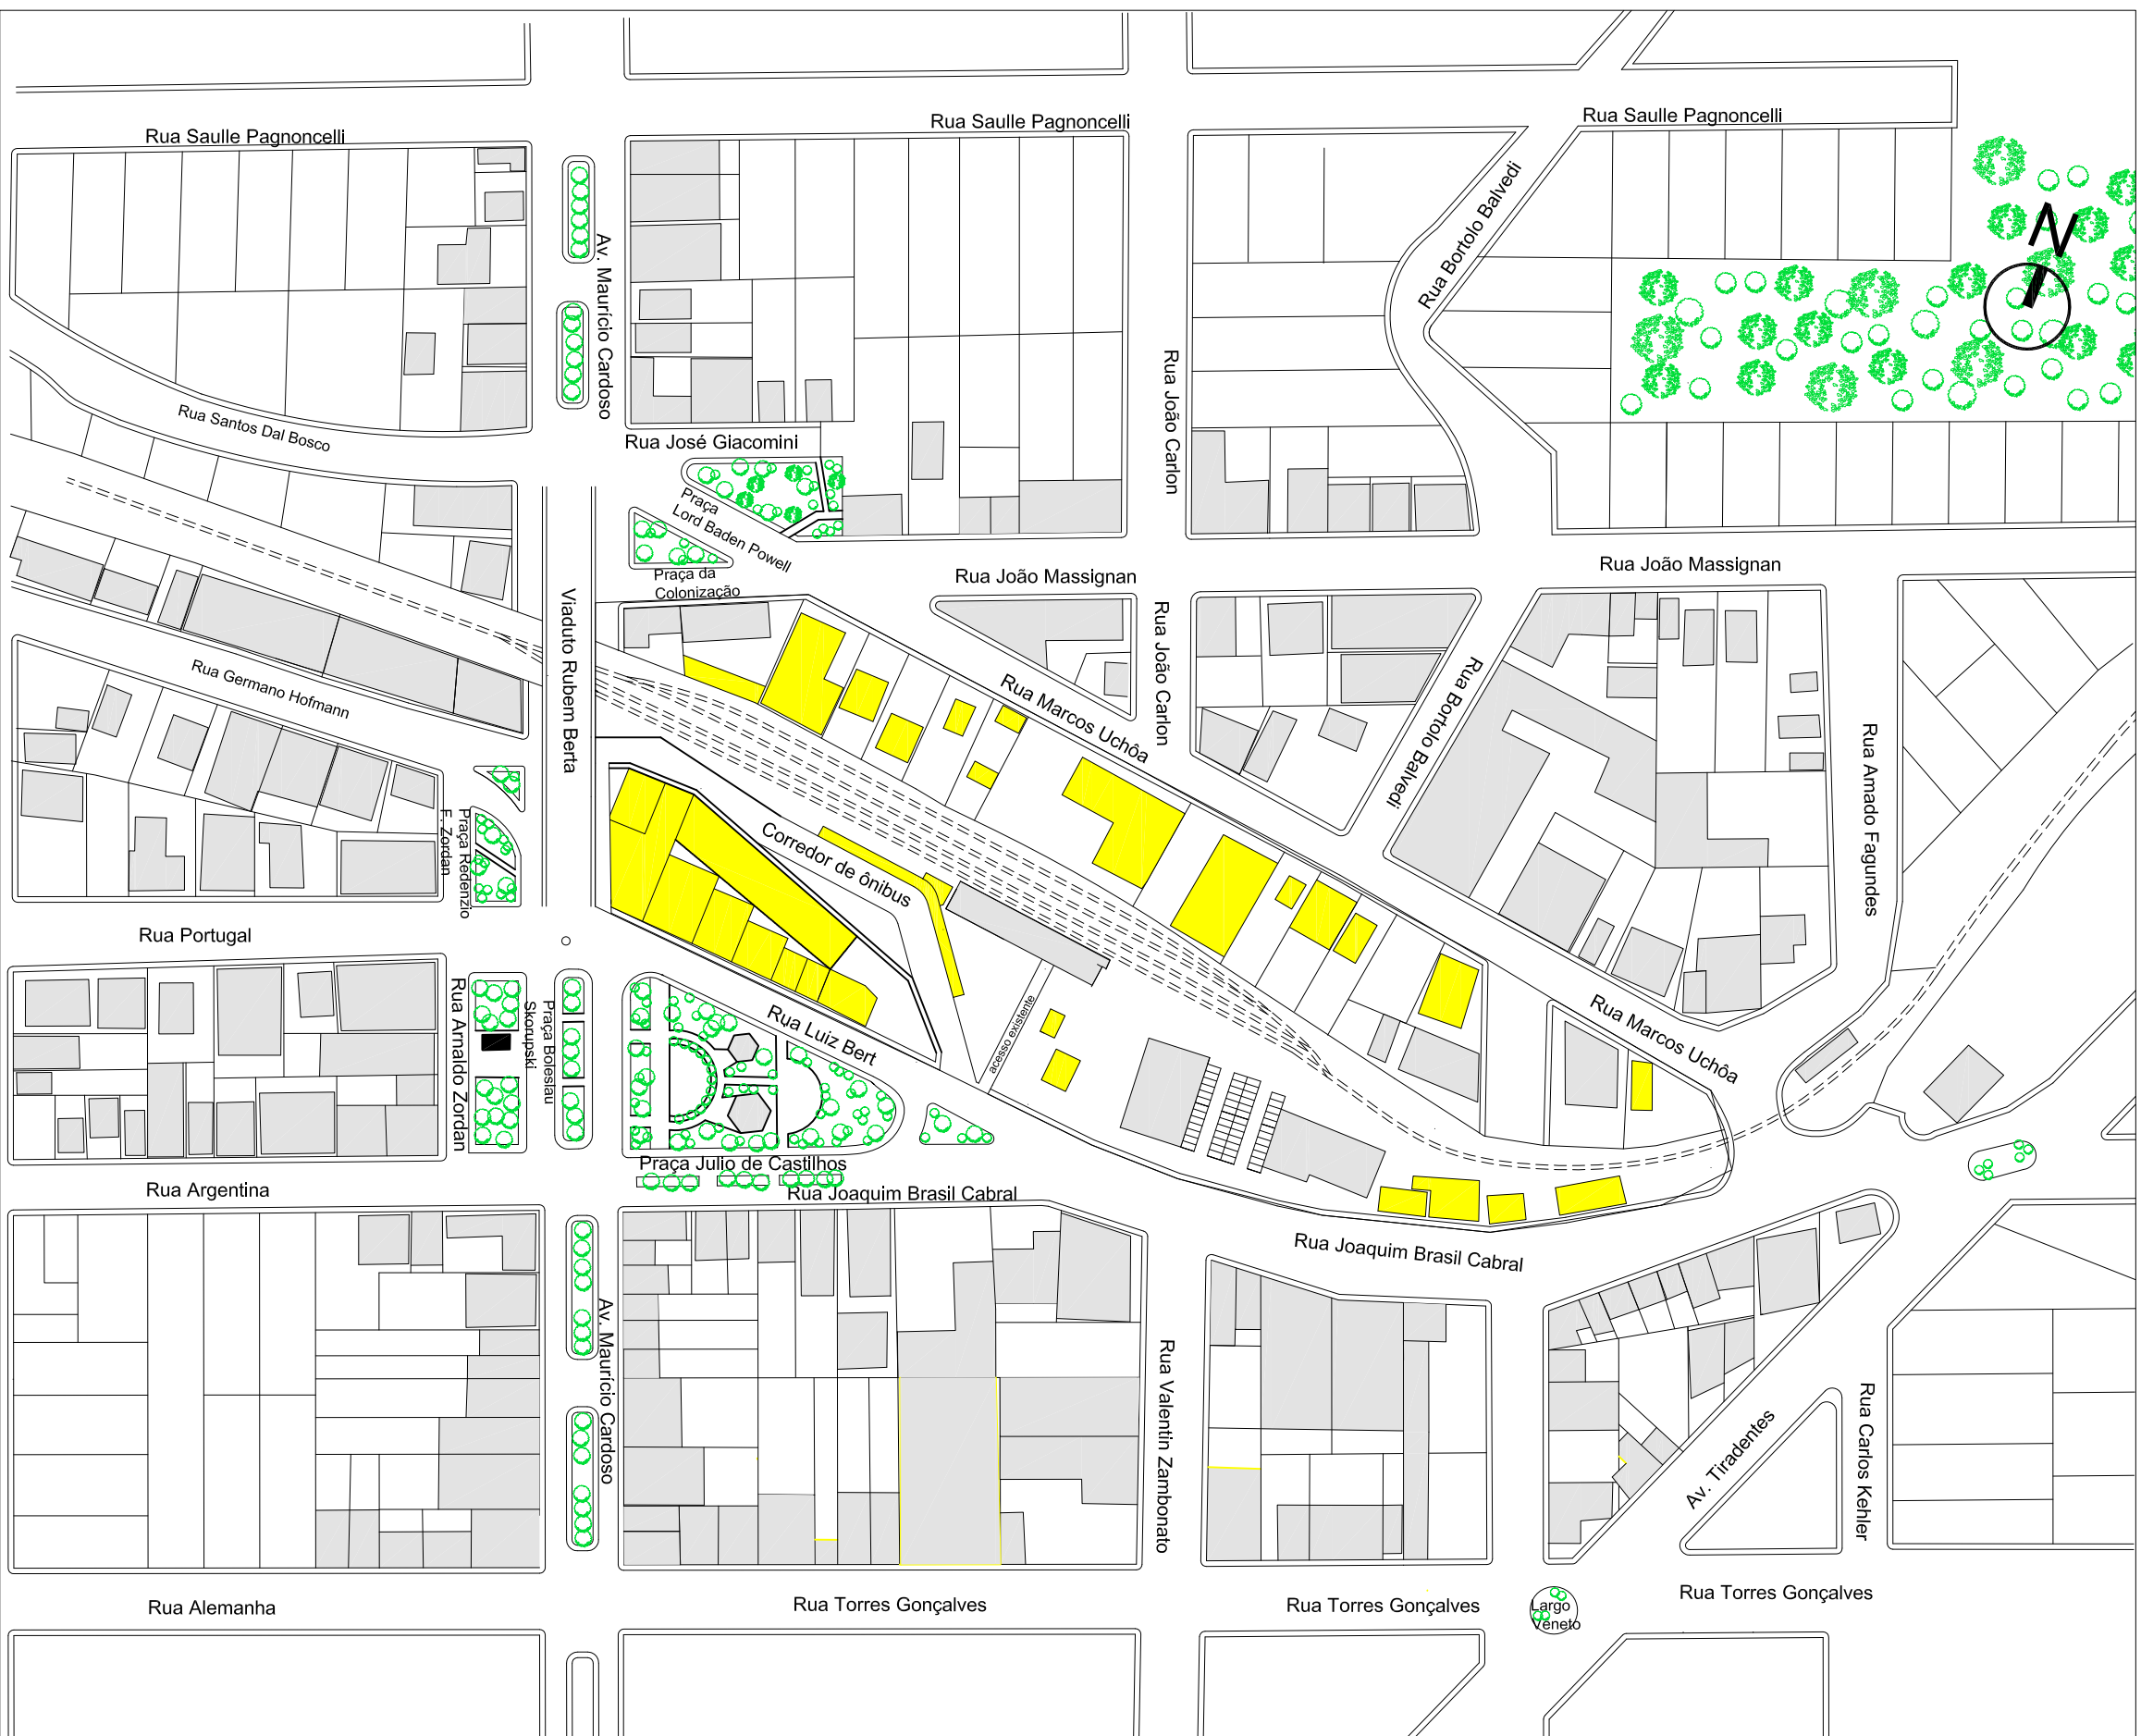 Rua Saulle Pagnoncelli
Rua Saulle Pagnoncelli
Rua Saulle Pagnoncelli
N
Av. Maurício Cardoso
Rua Bortolo Balvedi
Rua João Carlon
Rua Santos Dal Bosco
Rua José Giacomini
Praça
Lord Baden Powell
Praça da
Colonização
Rua João Massignan
Rua João Massignan
Viaduto Rubem Berta
Rua João Carlon
Rua Germano Hofmann
Rua Marcos Uchôa
Rua Bortolo Balvedi
Rua Amado Fagundes
Praça Redenzio
F. Zordan
Corredor de ônibus
Rua Portugal
Rua Arnaldo Zordan
Praça Boleslau
Skorupski
Rua Luiz Bert
acesso existente
Rua Marcos Uchôa
Praça Julio de Castilhos
Rua Argentina
Rua Joaquim Brasil Cabral
Rua Joaquim Brasil Cabral
Av. Maurício Cardoso
Rua Valentin Zambonato
Av. Tiradentes
Rua Carlos Kehler
Rua Alemanha
Rua Torres Gonçalves
Rua Torres Gonçalves
Largo
Veneto
Rua Torres Gonçalves